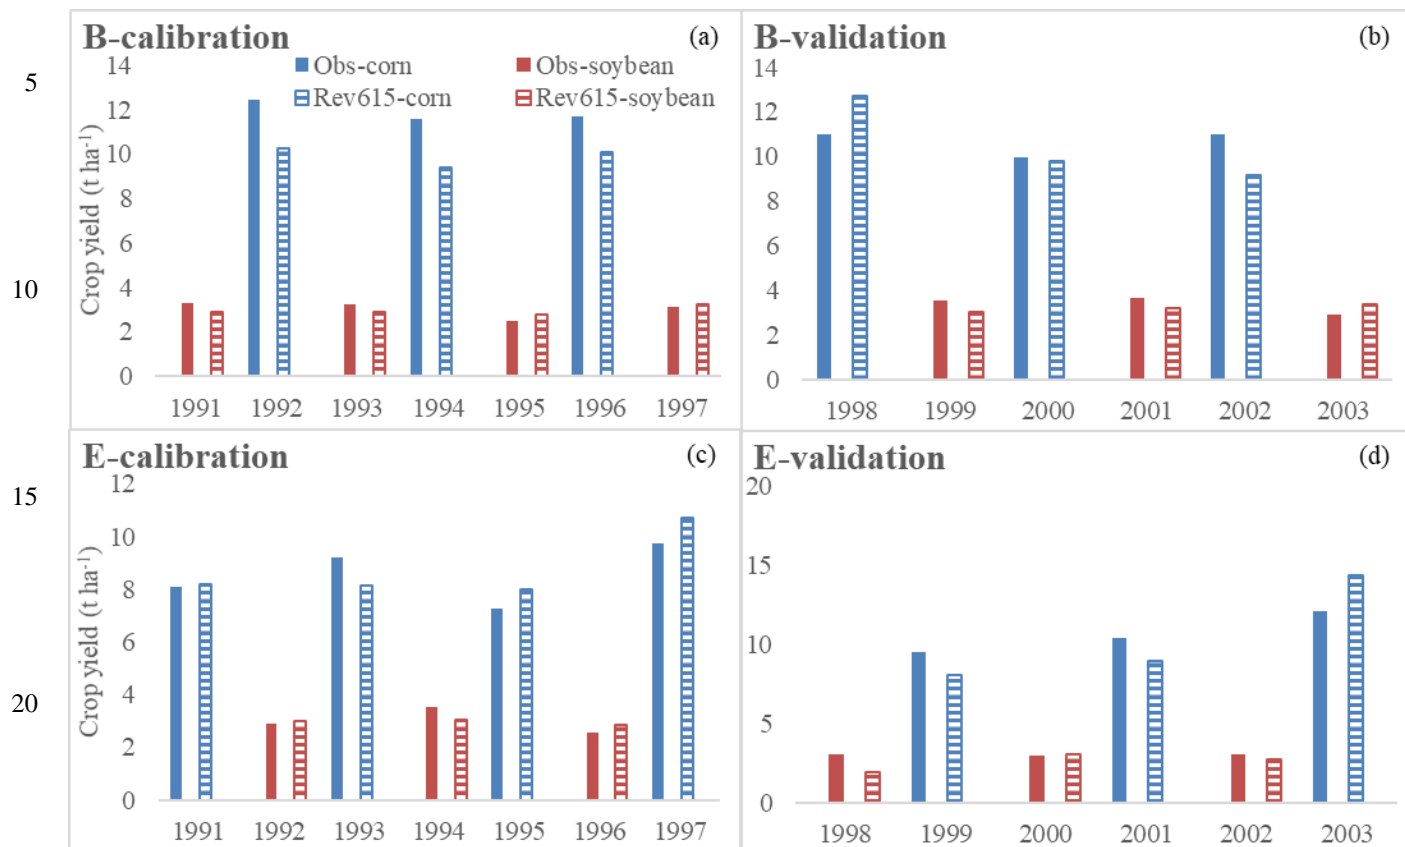 B-calibration (a)
Obs-corn Obs-soybean
Rev615-corn Rev615-soybean
Crop yield (t ha-1)
14
12
10
8
6
4
2
0
1991 1992 1993 1994 1995 1996 1997
B-validation (b)
14
12
10
8
6
4
2
0
1998 1999 2000 2001 2002 2003
E-calibration (c)
Crop yield (t ha-1)
12
10
8
6
4
2
0
1991 1992 1993 1994 1995 1996 1997
E-validation (d)
20
15
10
5
0
1998 1999 2000 2001 2002 2003
5
10
15
20